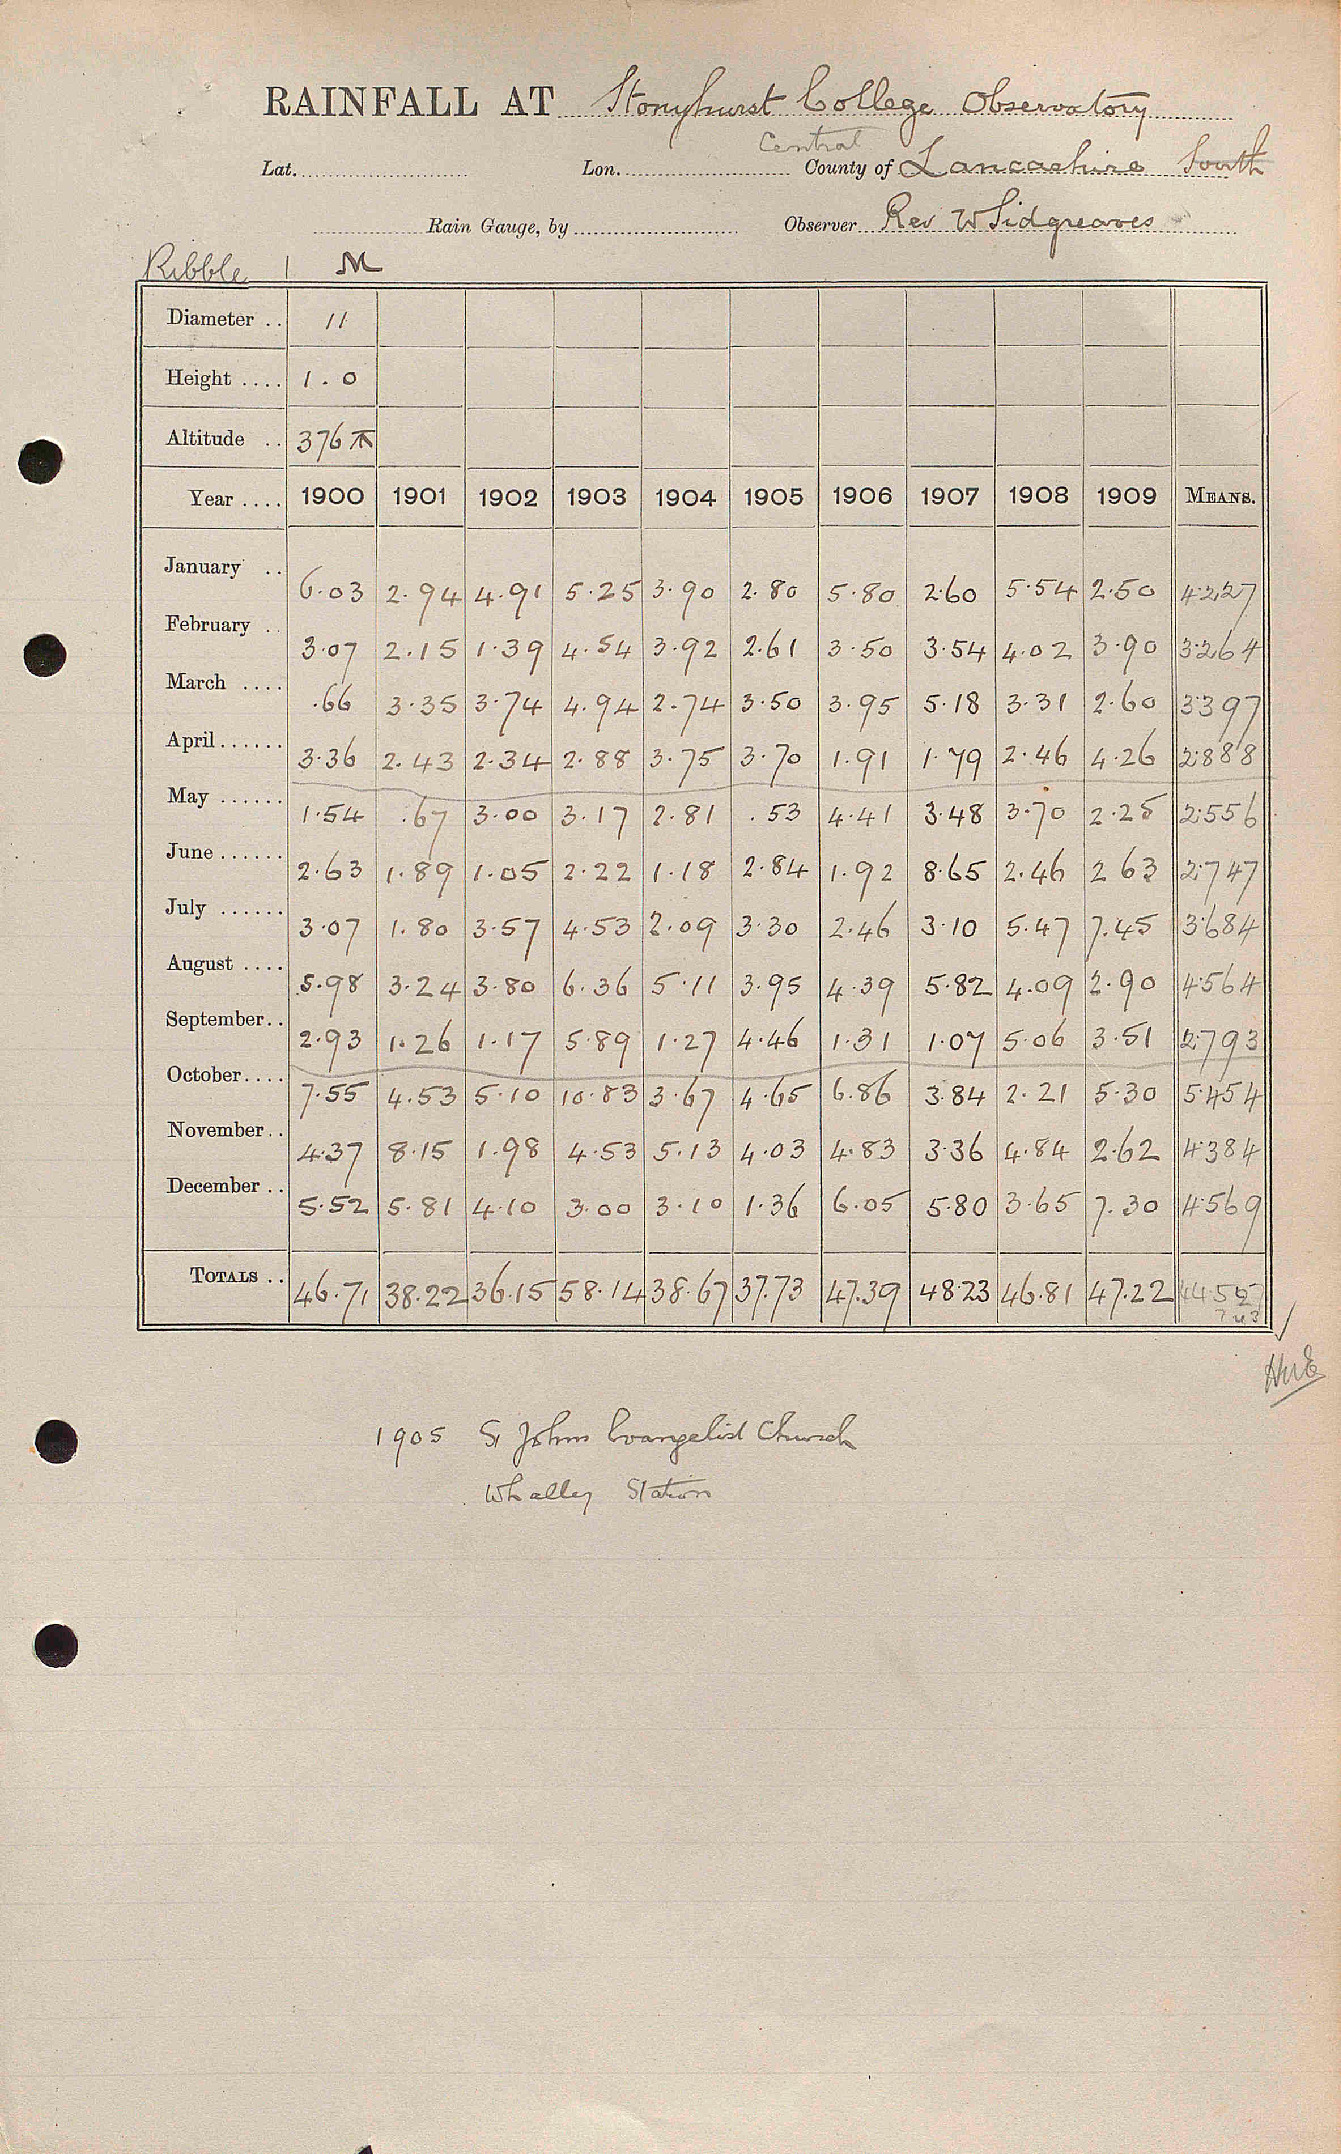 RAINFALL AT Stonyhurst College Observatory
Central
Lat. Lon. County of Lancashire South
Rain Gauge, by Observer Rev W Sidgreaves
Ribble | M
Diameter .. 11
Height .... 1.0
Altitude .. 376
Year .... 1900 1901 1902 1903 1904 1905 1906 1907 1908 1909 MEANS.
January .. 6.03 2.94 4.91 5.25 3.90 2.80 5.80 2.60 5.54 2.50 4.227
February .. 3.07 2.15 1.39 4.54 3.92 2.61 3.50 3.54 4.02 3.90 3.264
March .... .66 3.35 3.74 4.94 2.74 3.50 3.95 5.18 3.31 2.60 3.397
April...... 3.36 2.43 2.34 2.88 3.75 3.70 1.91 1.79 2.46 4.26 2.888
May ...... 1.54 .67 3.00 3.17 2.81 .53 4.41 3.48 3.70 2.25 2.556
June ...... 2.63 1.89 1.05 2.22 1.18 2.84 1.92 8.65 2.46 2 63 2.747
July ...... 3.07 1.80 3.57 4.53 2.09 3.30 2.46 3.10 5.47 7.45 3.684
August .... 5.98 3.24 3.80 6.36 5.11 3.95 4.39 5.82 4.09 2.90 4.564
September.. 2.93 1.26 1.17 5.89 1.27 4.46 1.31 1.07 5.06 3.51 2.793
October.... 7.55 4.53 5.10 10.83 3.67 4.65 6.86 3.84 2.21 5.30 5.454
November.. 4.37 8.15 1.98 4.53 5.13 4.03 4.83 3.36 4.84 2.62 4.384
December .. 5.52 5.81 4.10 3.00 3.10 1.36 6.05 5.80 3.65 7.30 4.569
TOTALS .. 46.71 38.22 36.15 58.14 38.67 37.73 47.39 48.23 46.81 47.22
1905 St Johns Evangelist Church
Whalley Station